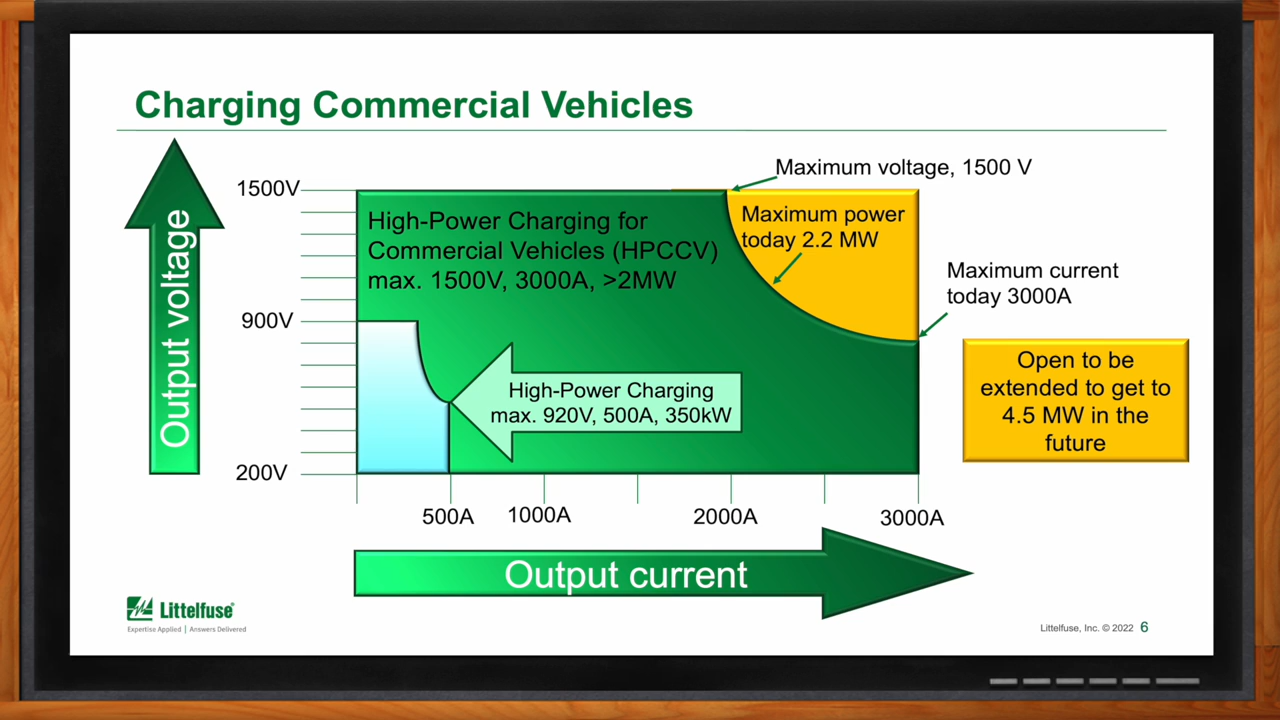 Charging Commercial Vehicles
Output voltage
1500V
900V
200V
High-Power Charging for
Commercial Vehicles (HPCCV)
max. 1500V, 3000A, >2MW
Maximum voltage, 1500 V
Maximum power
today 2.2 MW
Maximum current
today 3000A
High-Power Charging
max. 920V, 500A, 350kW
Open to be
extended to get to
4.5 MW in the
future
500A
1000A
2000A
3000A
Output current
Littelfuse®
Expertise Applied | Answers Delivered
Littelfuse, Inc. © 2022 6